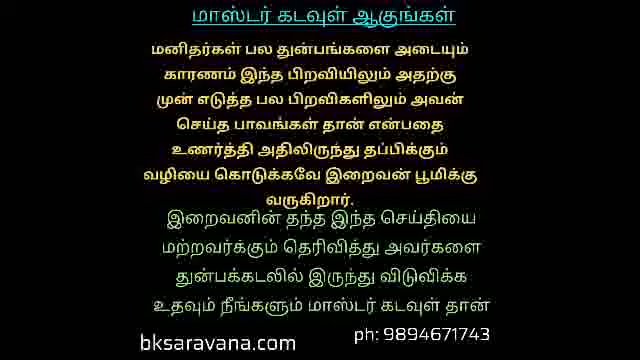 மாஸ்டர் கடவுள் ஆகுங்கள்
மனிதர்கள் பல துன்பங்களை அடையும்
காரணம் இந்த பிறவியிலும் அதற்கு
முன் எடுத்த பல பிறவிகளிலும் அவன்
செய்த பாவங்கள் தான் என்பதை
உணர்த்தி அதிலிருந்து தப்பிக்கும்
வழியை கொடுக்கவே இறைவன் பூமிக்கு
வருகிறார்.
இறைவனின் தந்த இந்த செய்தியை
மற்றவர்க்கும் தெரிவித்து அவர்களை
துன்பக்கடலில் இருந்து விடுவிக்க
உதவும் நீங்களும் மாஸ்டர் கடவுள் தான்
ph: 9894671743
bksaravana.com